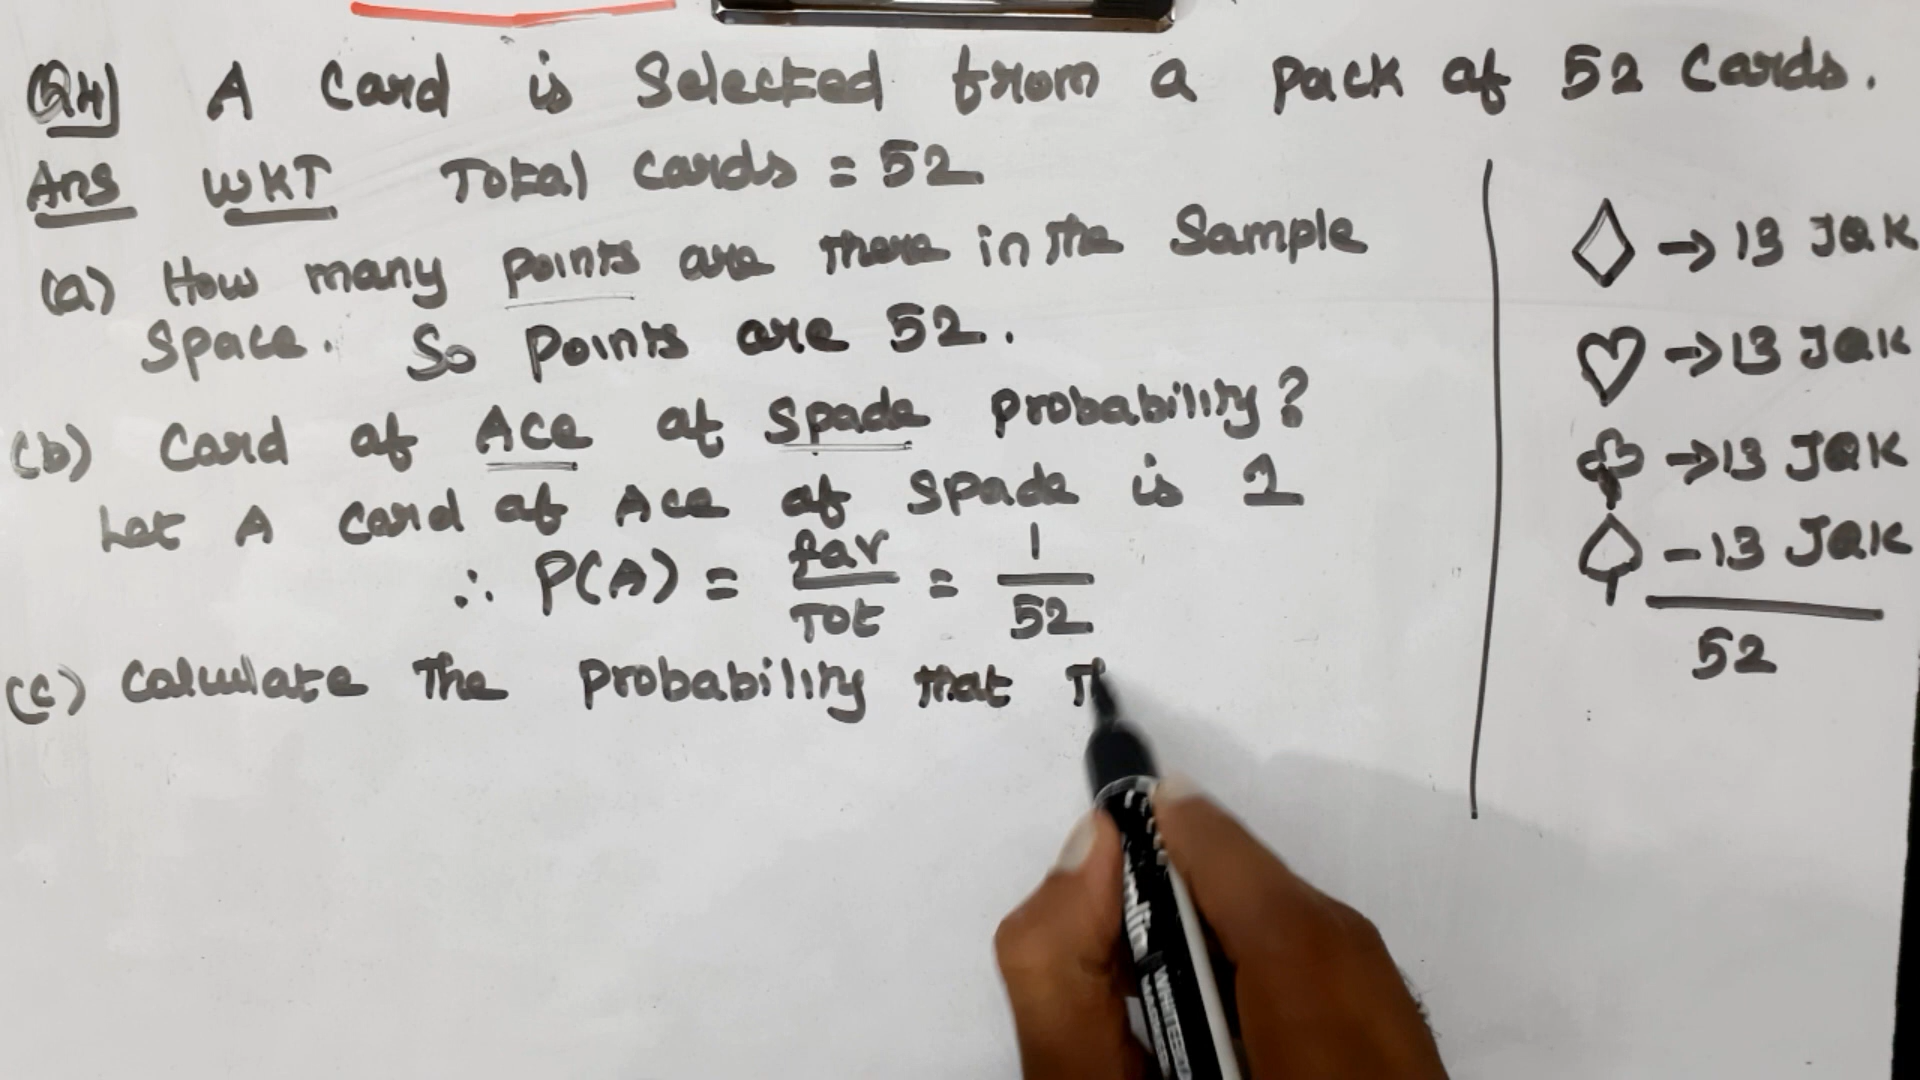 Q4) A Card is Selected from a pack of 52 Cards.
Ans WKT Total cards = 52
(a) How many points are there in the Sample
Space. So points are 52.
(b) Card of Ace of Spade probability?
Let A card of Ace of Spade is 1
∴ P(A) = fav/Tot = 1/52
(c) Calculate The probability that
◇ → 13 JQK
♡ → 13 JQK
♣ → 13 JQK
♠ - 13 JQK
52
WHITEB